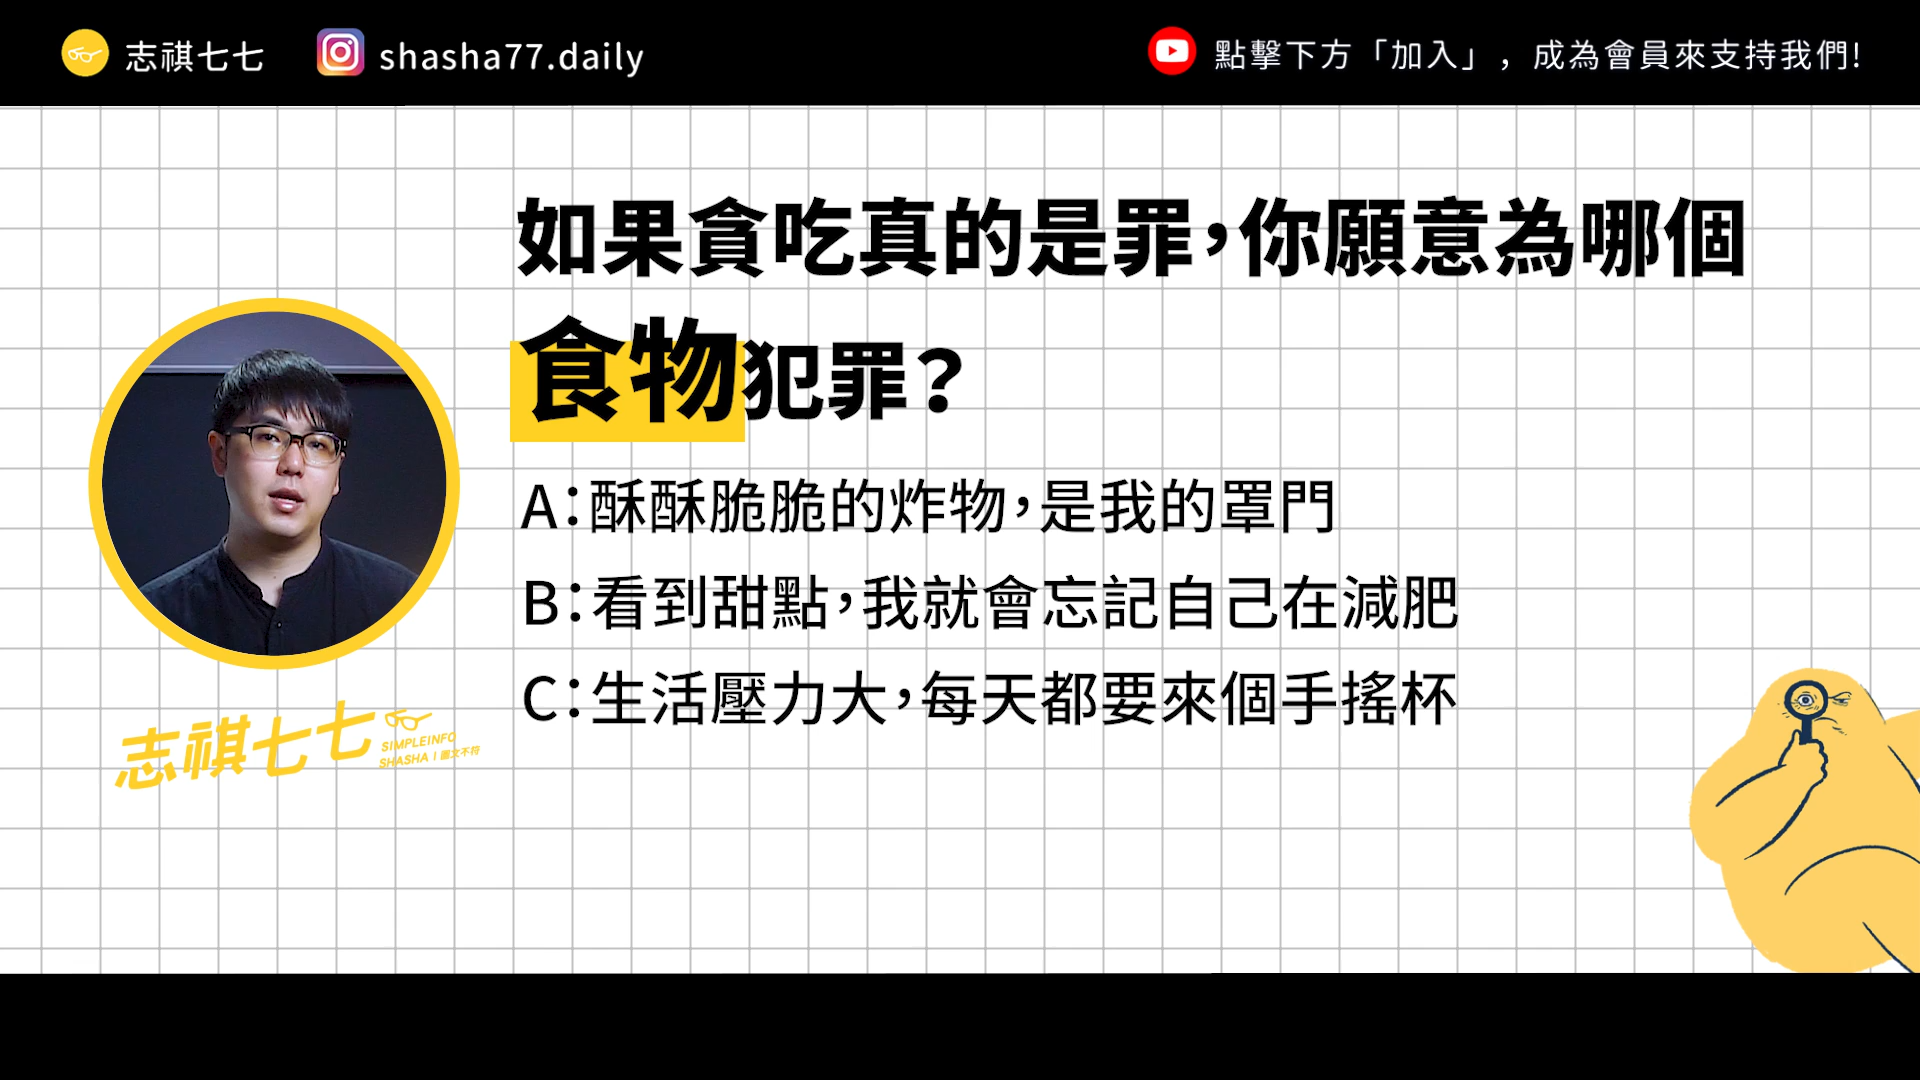 志祺七七
shasha77.daily
點擊下方「加入」，成為會員來支持我們!
如果貪吃真的是罪，你願意為哪個
食物犯罪？
A：酥酥脆脆的炸物，是我的罩門
B：看到甜點，我就會忘記自己在減肥
C：生活壓力大，每天都要來個手搖杯
志祺七七
SIMPLEINFO
SHASHA | 圖文不符